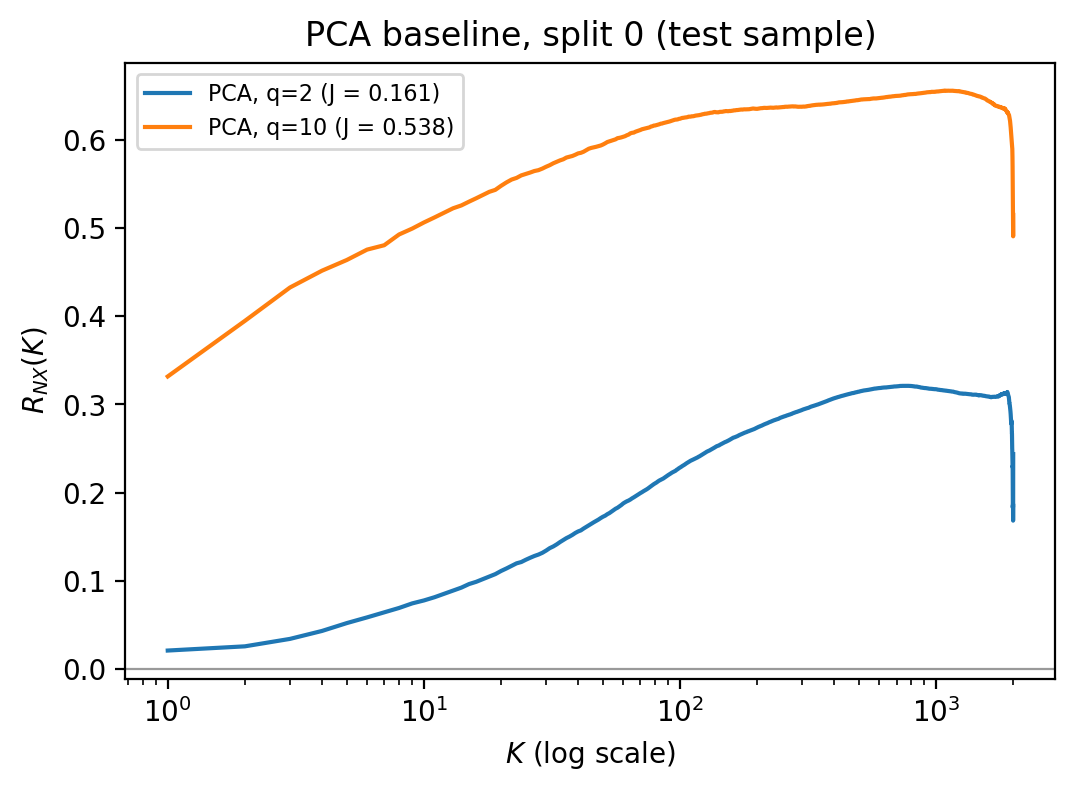 PCA baseline, split 0 (test sample)
PCA, q=2 (J = 0.161)
PCA, q=10 (J = 0.538)
0.6
0.5
0.4
0.3
0.2
0.1
0.0
R_{NX}(K)
10^0 10^1 10^2 10^3
K (log scale)